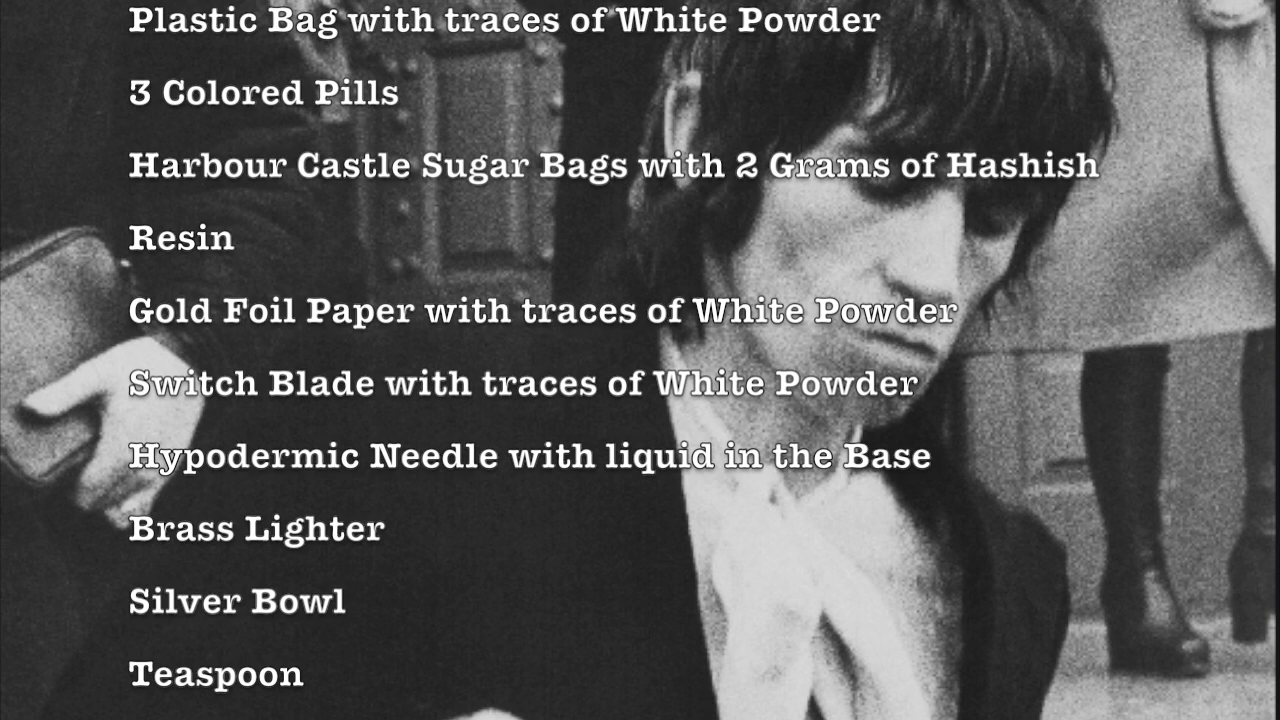 Plastic Bag with traces of White Powder
3 Colored Pills
Harbour Castle Sugar Bags with 2 Grams of Hashish
Resin
Gold Foil Paper with traces of White Powder
Switch Blade with traces of White Powder
Hypodermic Needle with liquid in the Base
Brass Lighter
Silver Bowl
Teaspoon